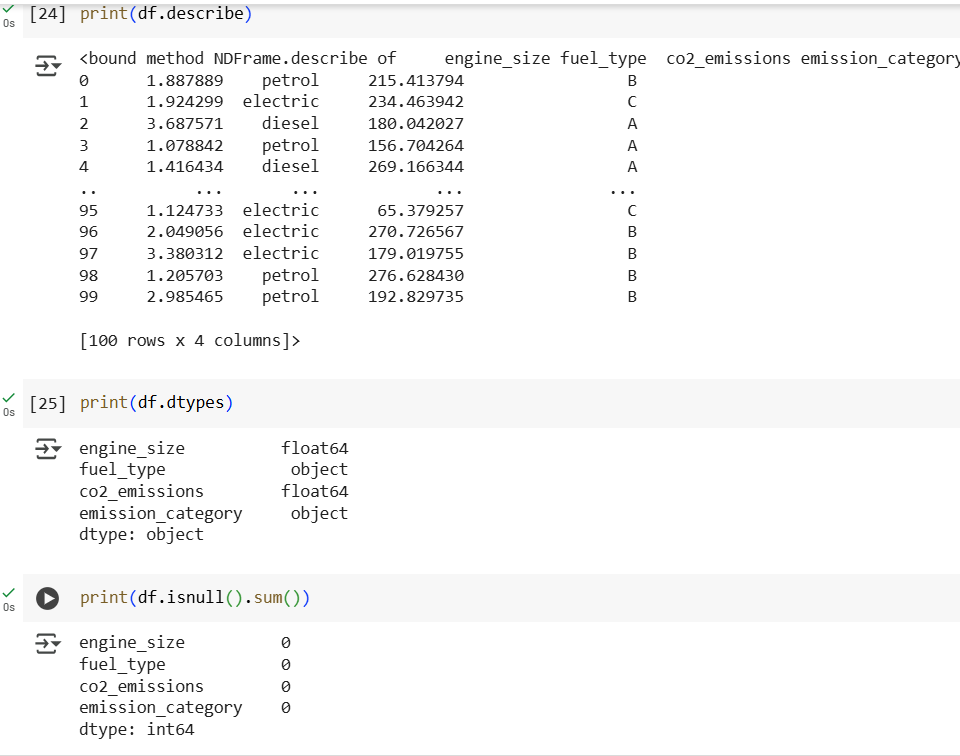 [24] print(df.describe)
0s
<bound method NDFrame.describe of     engine_size fuel_type  co2_emissions emission_category
0      1.887889    petrol     215.413794                 B
1      1.924299  electric     234.463942                 C
2      3.687571    diesel     180.042027                 A
3      1.078842    petrol     156.704264                 A
4      1.416434    diesel     269.166344                 A
..          ...       ...            ...               ...
95     1.124733  electric      65.379257                 C
96     2.049056  electric     270.726567                 B
97     3.380312  electric     179.019755                 B
98     1.205703    petrol     276.628430                 B
99     2.985465    petrol     192.829735                 B
[100 rows x 4 columns]>
[25] print(df.dtypes)
0s
engine_size          float64
fuel_type             object
co2_emissions        float64
emission_category     object
dtype: object
print(df.isnull().sum())
0s
engine_size          0
fuel_type            0
co2_emissions        0
emission_category    0
dtype: int64